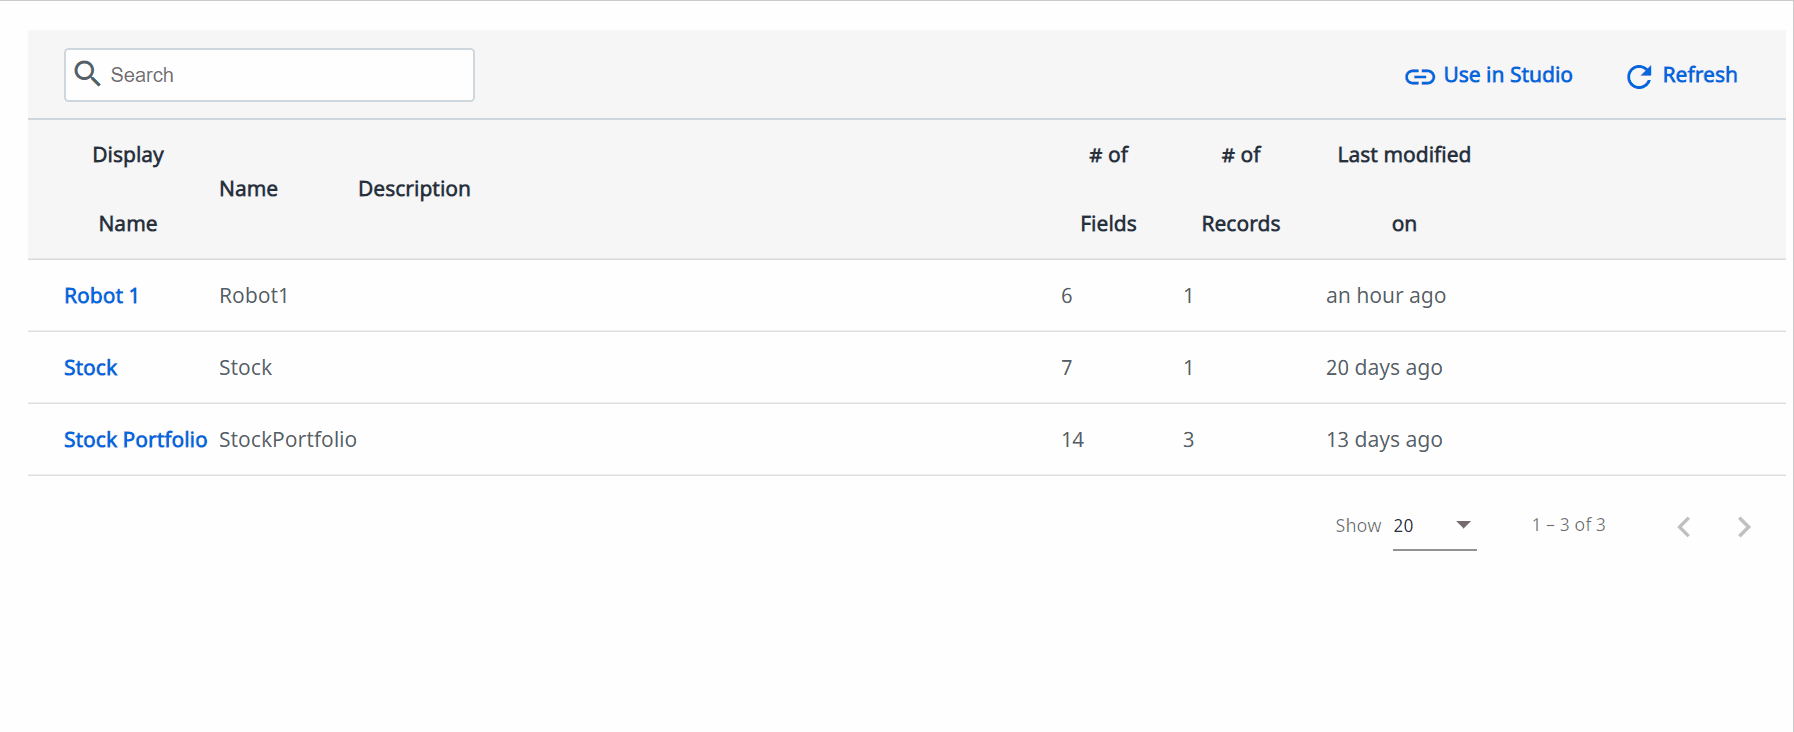 Search
Use in Studio
Refresh
Display Name
Name
Description
# of Fields
# of Records
Last modified on
Robot 1 Robot1 6 1 an hour ago
Stock Stock 7 1 20 days ago
Stock Portfolio StockPortfolio 14 3 13 days ago
Show 20 1 – 3 of 3